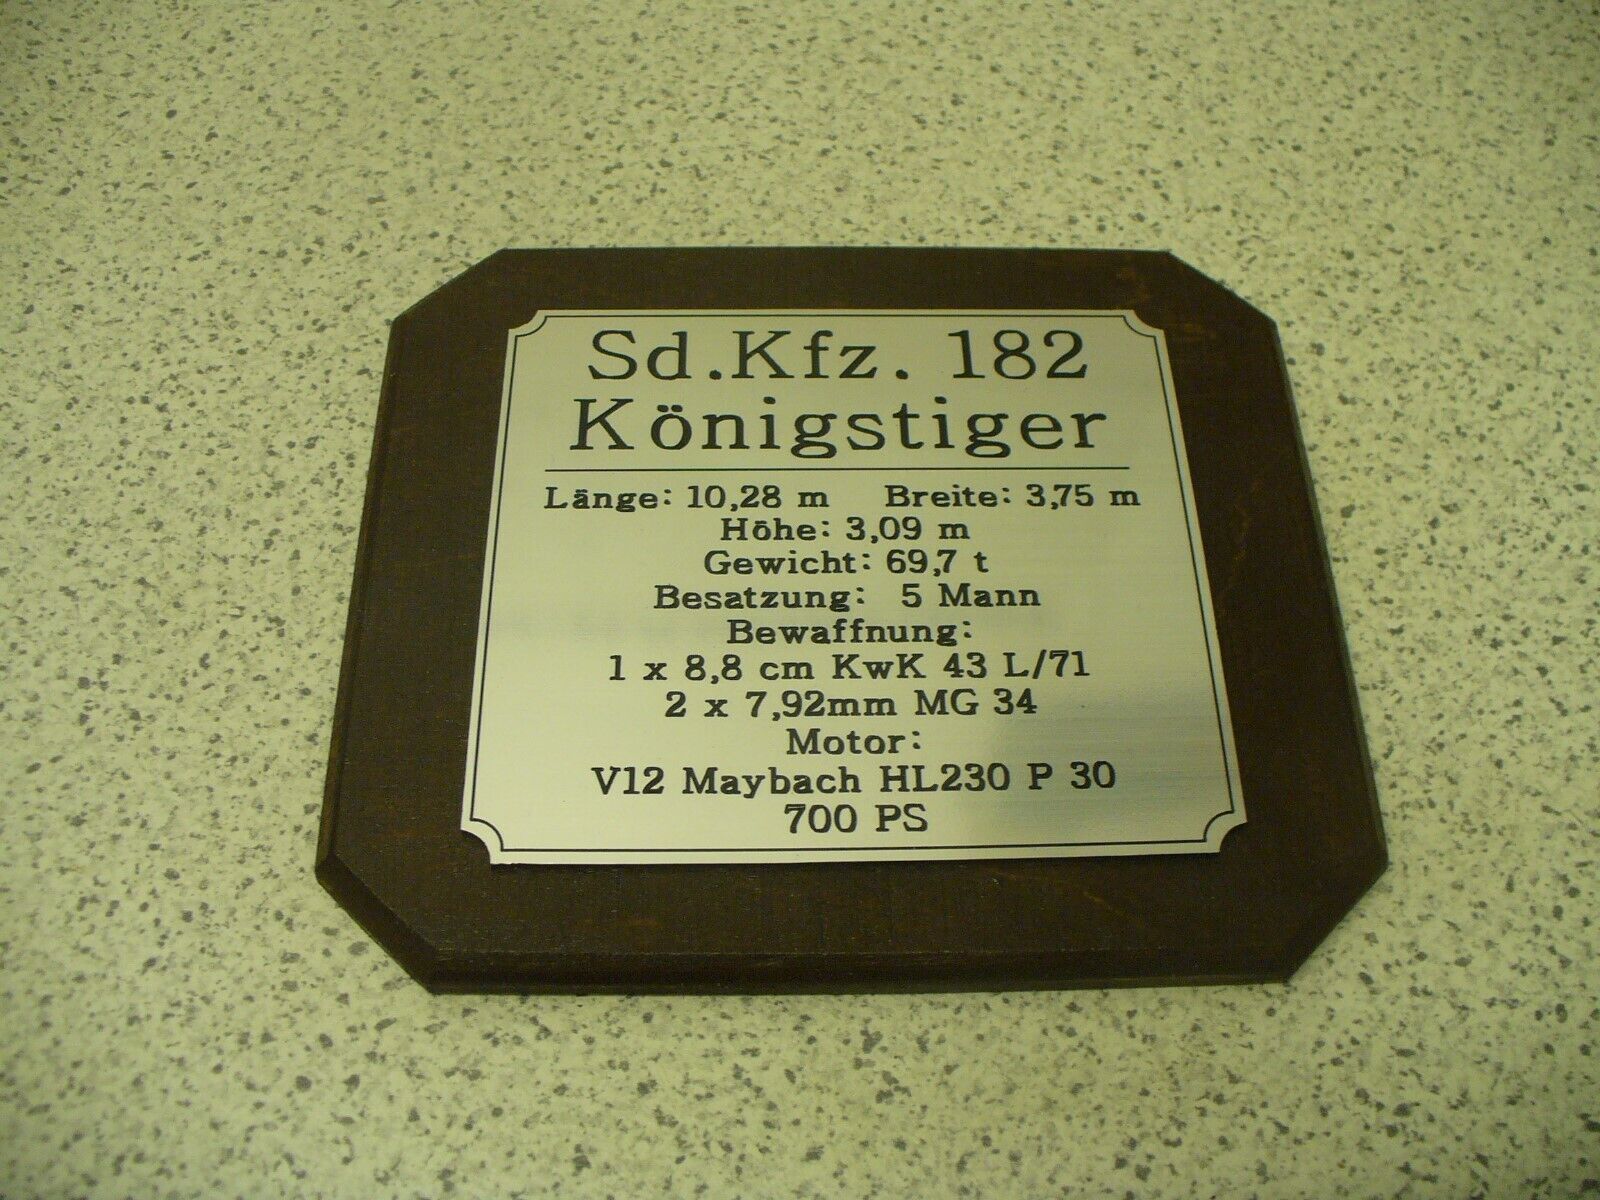 Sd.Kfz. 182
Königstiger
Länge: 10,28 m Breite: 3,75 m
Höhe: 3,09 m
Gewicht: 69,7 t
Besatzung: 5 Mann
Bewaffnung:
1 x 8,8 cm KwK 43 L/71
2 x 7,92mm MG 34
Motor:
V12 Maybach HL230 P 30
700 PS